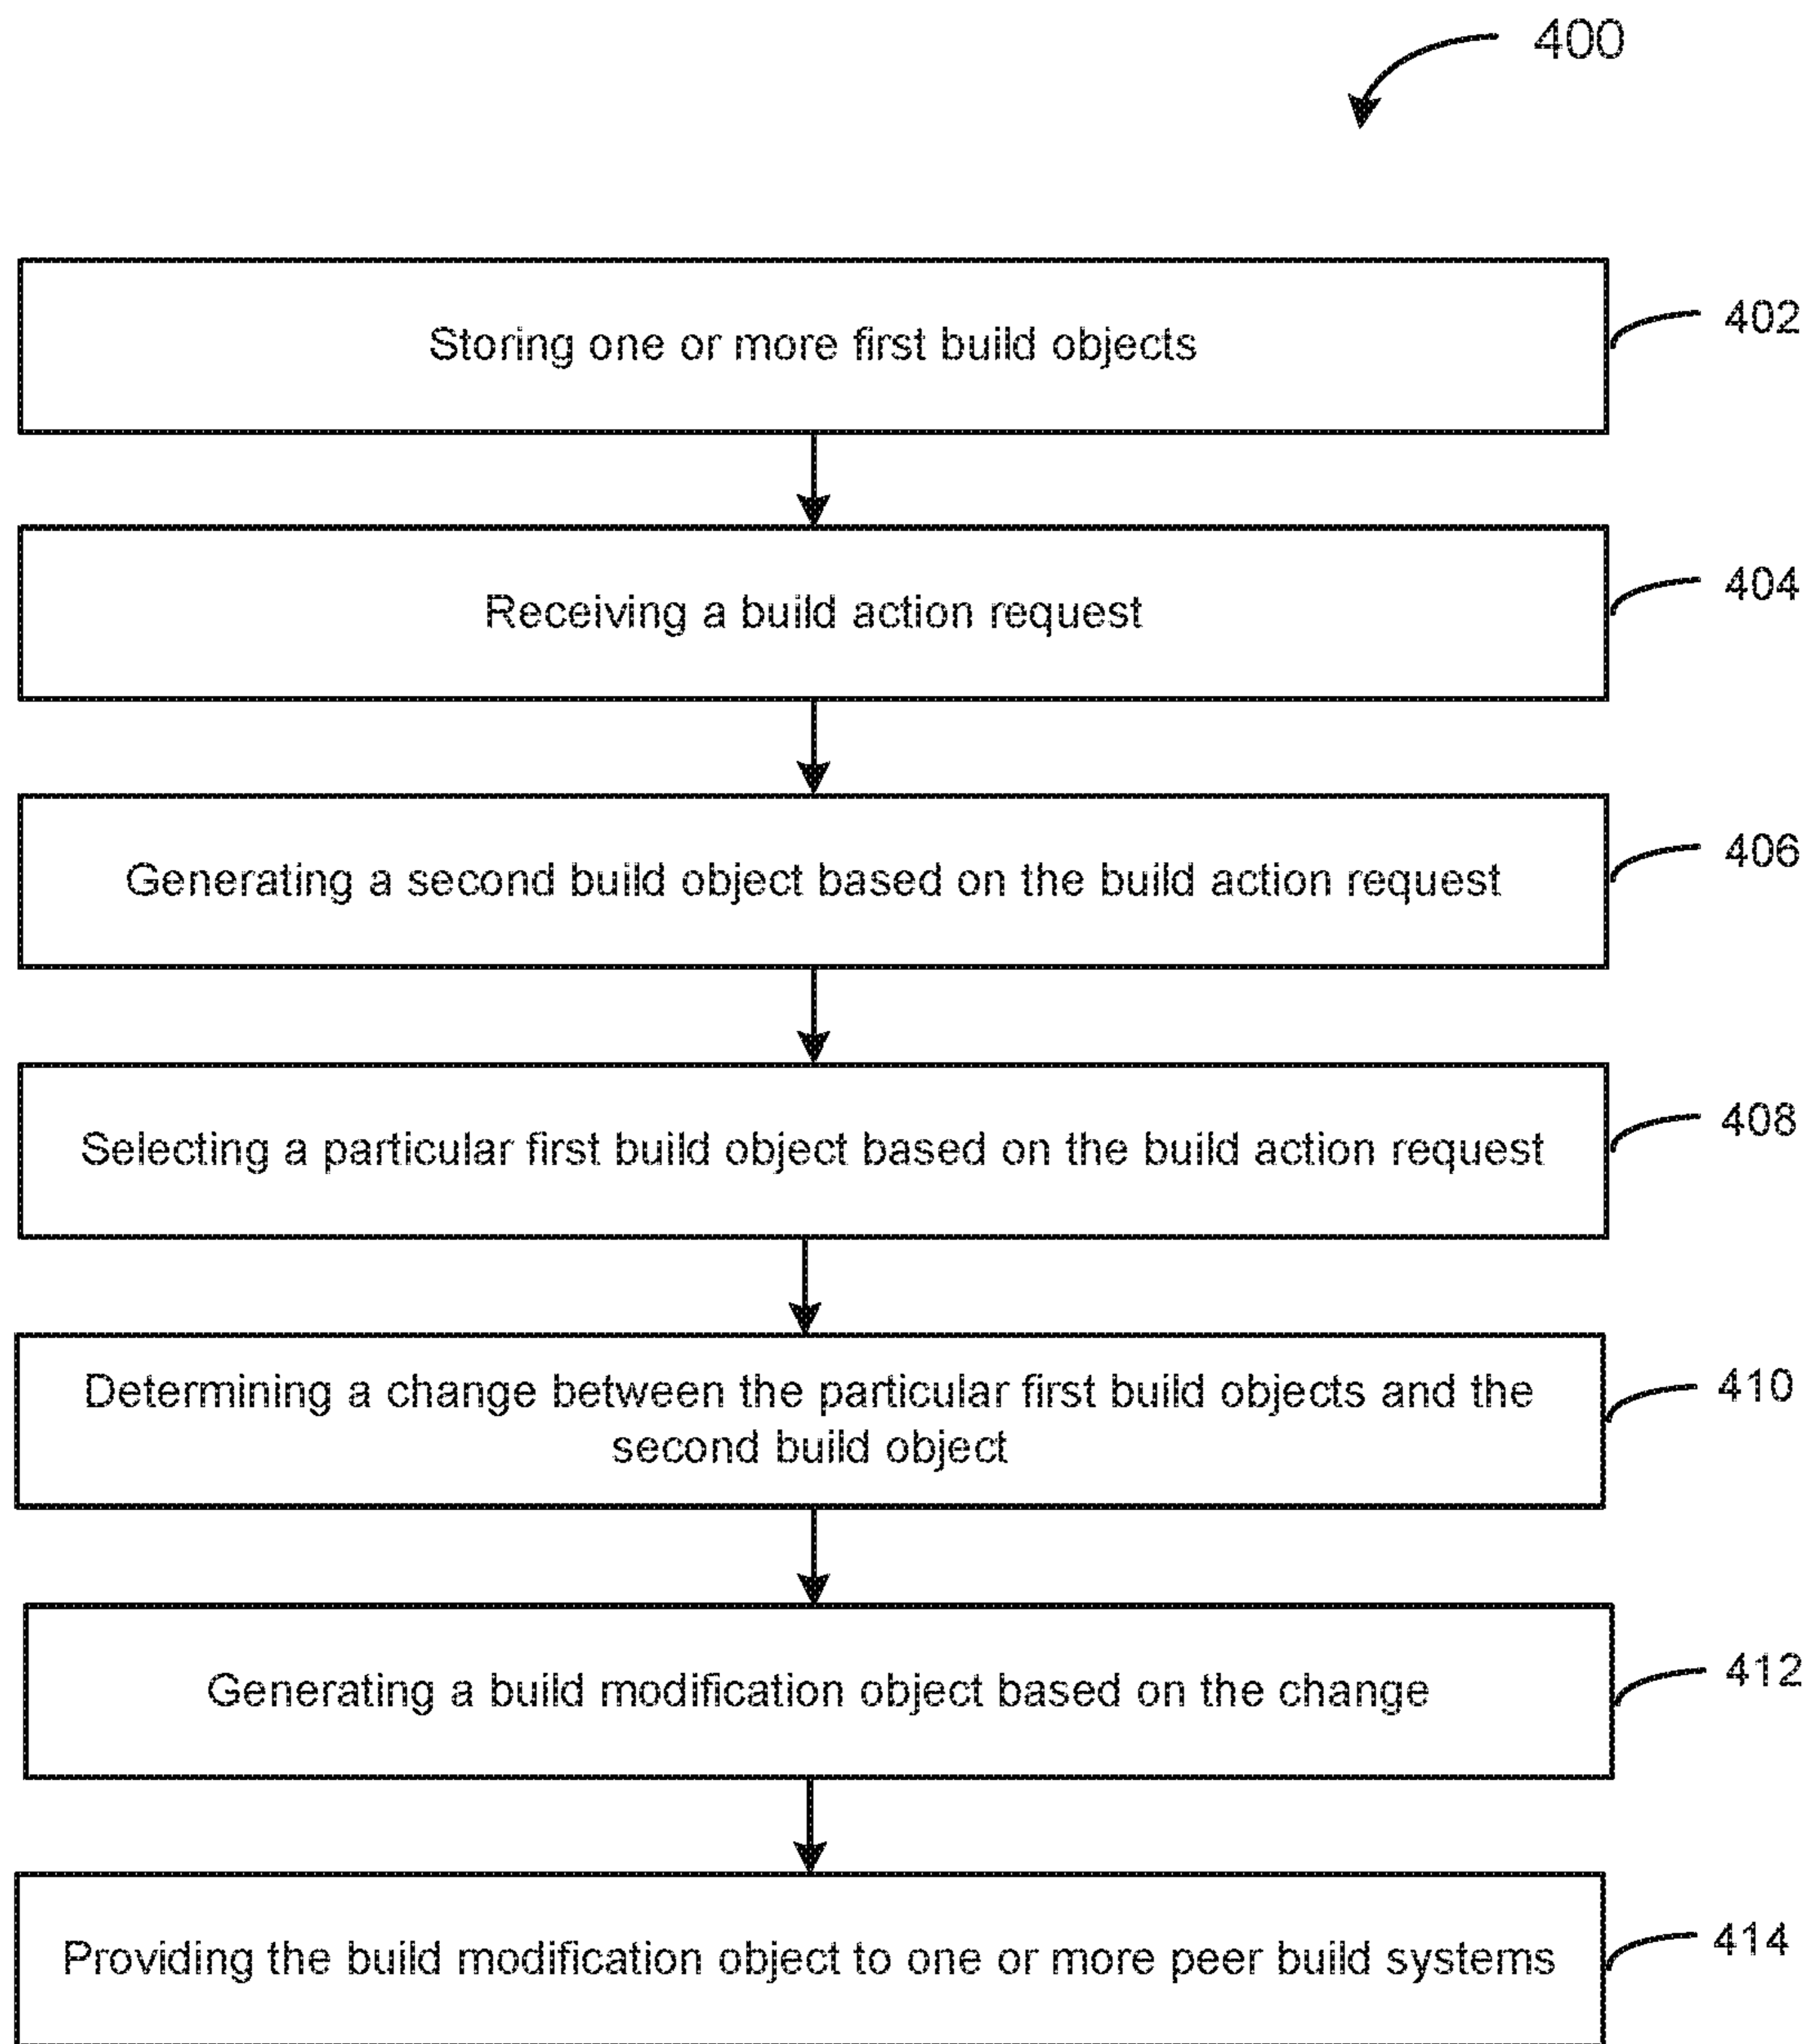 400
Storing one or more first build objects
402
Receiving a build action request
404
Generating a second build object based on the build action request
406
Selecting a particular first build object based on the build action request
408
Determining a change between the particular first build objects and the
second build object
410
Generating a build modification object based on the change
412
Providing the build modification object to one or more peer build systems
414